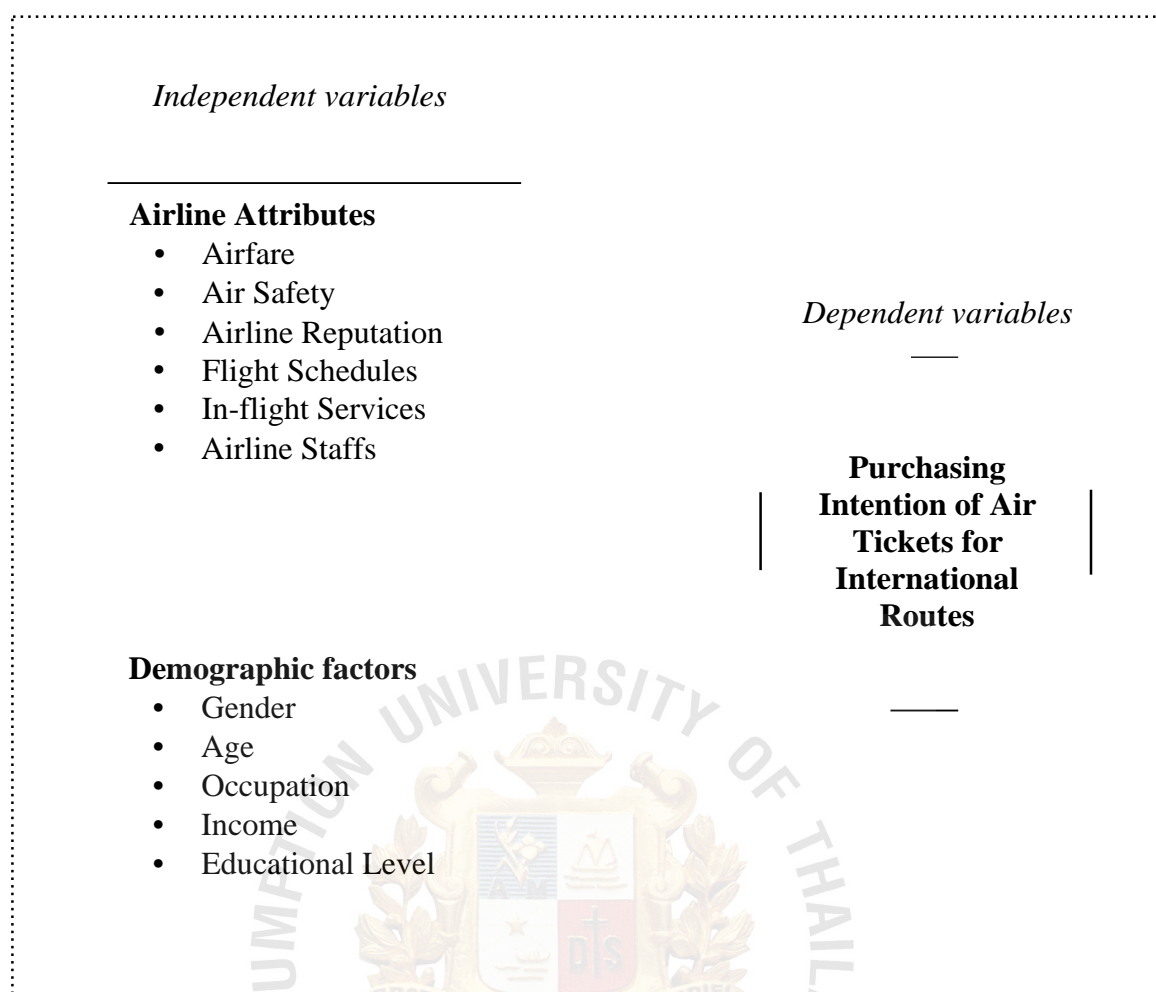 Independent variables
Airline Attributes
• Airfare
• Air Safety
• Airline Reputation
• Flight Schedules
• In-flight Services
• Airline Staffs
Dependent variables
Purchasing
Intention of Air
Tickets for
International
Routes
Demographic factors
• Gender
• Age
• Occupation
• Income
• Educational Level
UNIVERSITY OF
A M
D S